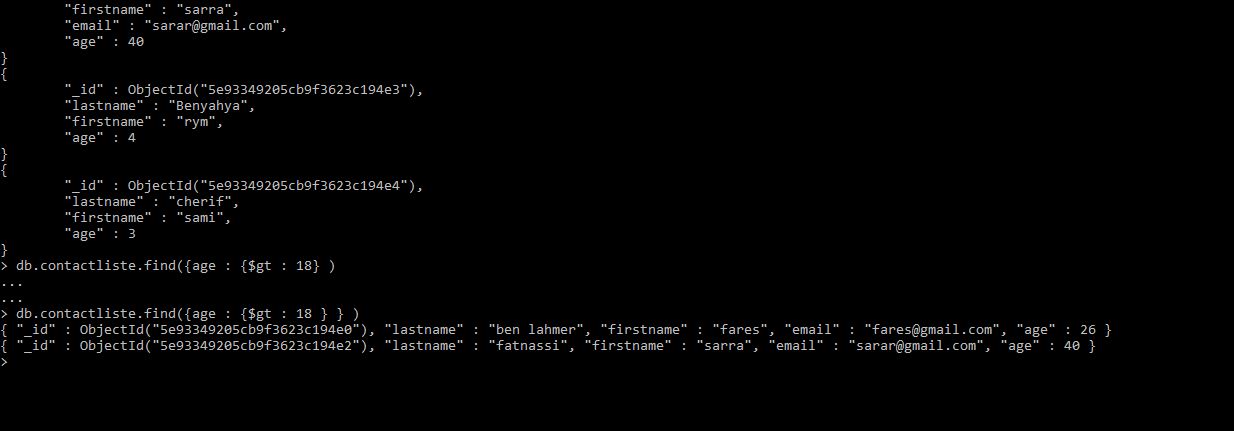 "firstname" : "sarra",
        "email" : "sarar@gmail.com",
        "age" : 40
}
{
        "_id" : ObjectId("5e93349205cb9f3623c194e3"),
        "lastname" : "Benyahya",
        "firstname" : "rym",
        "age" : 4
}
{
        "_id" : ObjectId("5e93349205cb9f3623c194e4"),
        "lastname" : "cherif",
        "firstname" : "sami",
        "age" : 3
}
> db.contactliste.find({age : {$gt : 18} )
...
...
> db.contactliste.find({age : {$gt : 18 } } )
{ "_id" : ObjectId("5e93349205cb9f3623c194e0"), "lastname" : "ben lahmer", "firstname" : "fares", "email" : "fares@gmail.com", "age" : 26 }
{ "_id" : ObjectId("5e93349205cb9f3623c194e2"), "lastname" : "fatnassi", "firstname" : "sarra", "email" : "sarar@gmail.com", "age" : 40 }
>